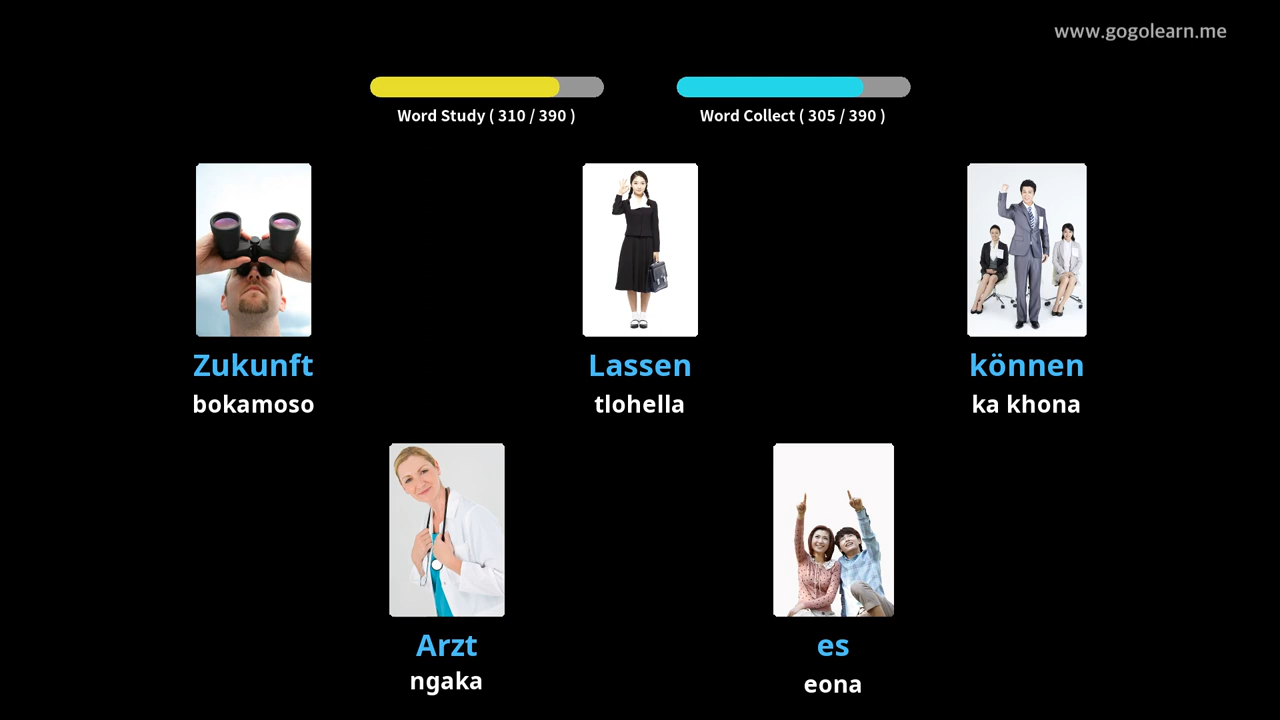 www.gogolearn.me
Word Study ( 310 / 390 )
Word Collect ( 305 / 390 )
Zukunft
bokamoso
Lassen
tlohella
können
ka khona
Arzt
ngaka
es
eona